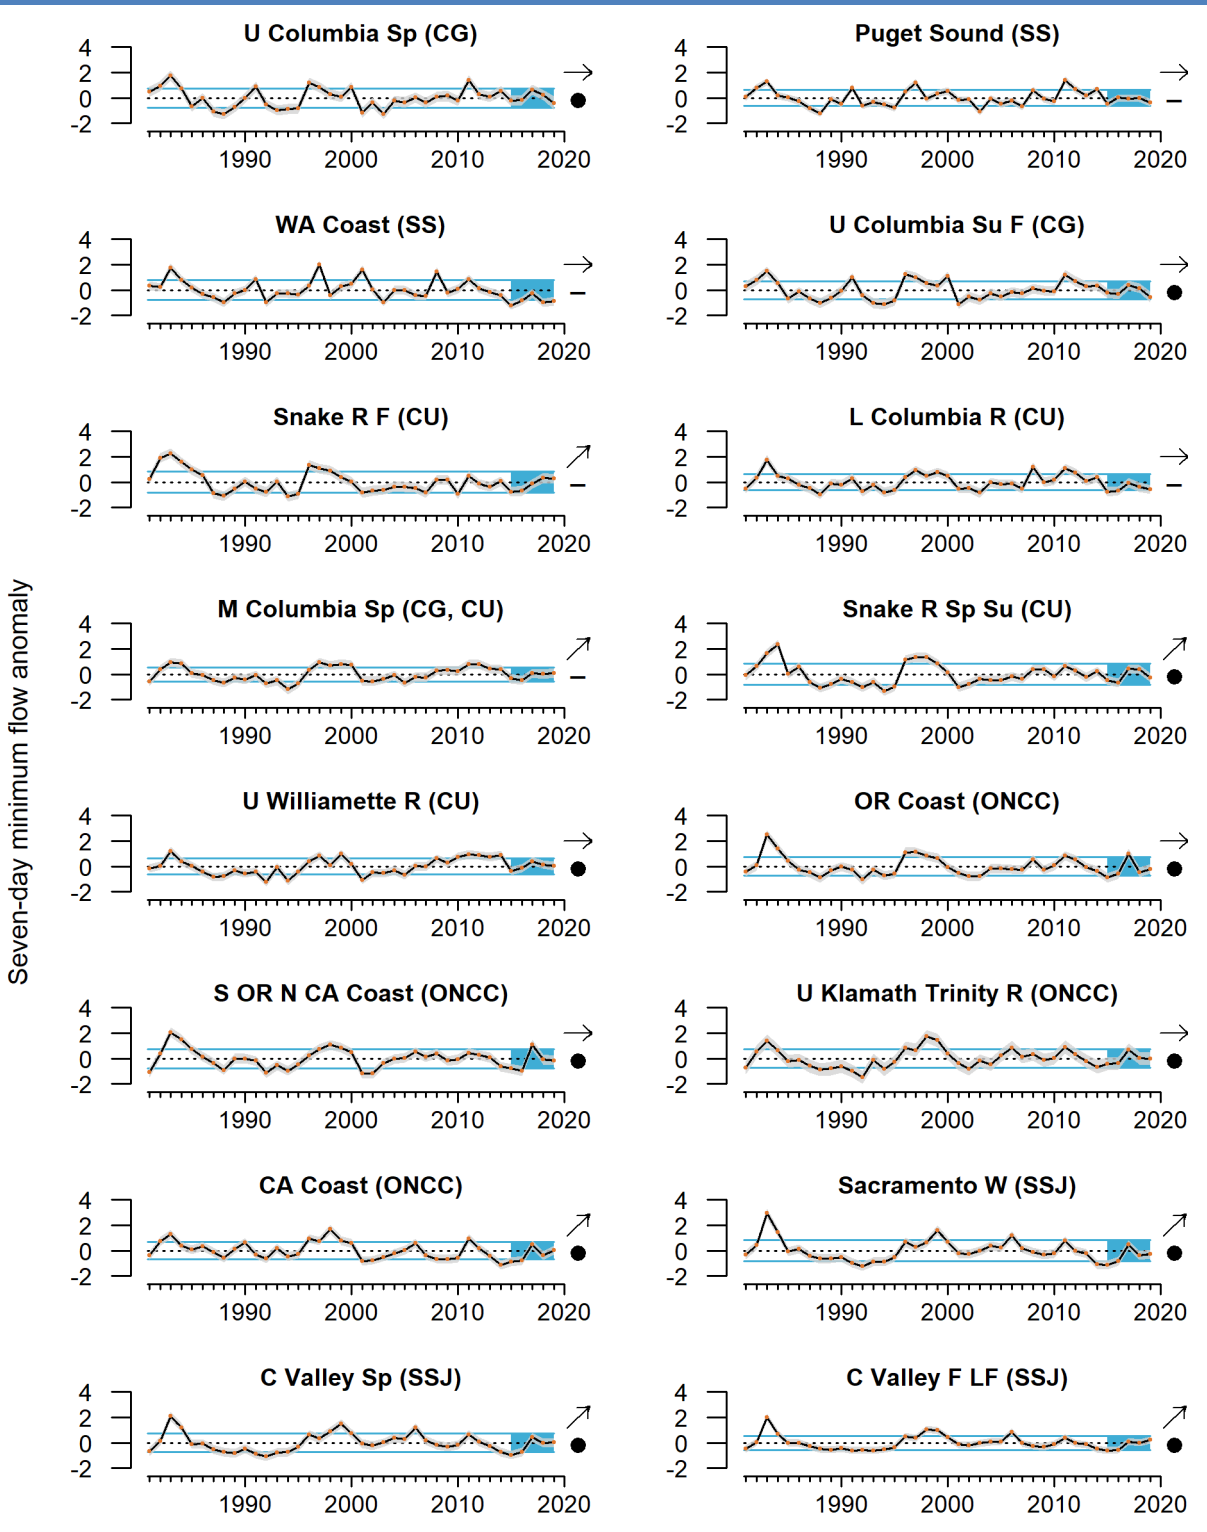 U Columbia Sp (CG)
4
2
0
-2
1990 2000 2010 2020
Puget Sound (SS)
4
2
0
-2
1990 2000 2010 2020
WA Coast (SS)
4
2
0
-2
1990 2000 2010 2020
U Columbia Su F (CG)
4
2
0
-2
1990 2000 2010 2020
Snake R F (CU)
4
2
0
-2
1990 2000 2010 2020
L Columbia R (CU)
4
2
0
-2
1990 2000 2010 2020
Seven-day minimum flow anomaly
M Columbia Sp (CG, CU)
4
2
0
-2
1990 2000 2010 2020
Snake R Sp Su (CU)
4
2
0
-2
1990 2000 2010 2020
U Williamette R (CU)
4
2
0
-2
1990 2000 2010 2020
OR Coast (ONCC)
4
2
0
-2
1990 2000 2010 2020
S OR N CA Coast (ONCC)
4
2
0
-2
1990 2000 2010 2020
U Klamath Trinity R (ONCC)
4
2
0
-2
1990 2000 2010 2020
CA Coast (ONCC)
4
2
0
-2
1990 2000 2010 2020
Sacramento W (SSJ)
4
2
0
-2
1990 2000 2010 2020
C Valley Sp (SSJ)
4
2
0
-2
1990 2000 2010 2020
C Valley F LF (SSJ)
4
2
0
-2
1990 2000 2010 2020